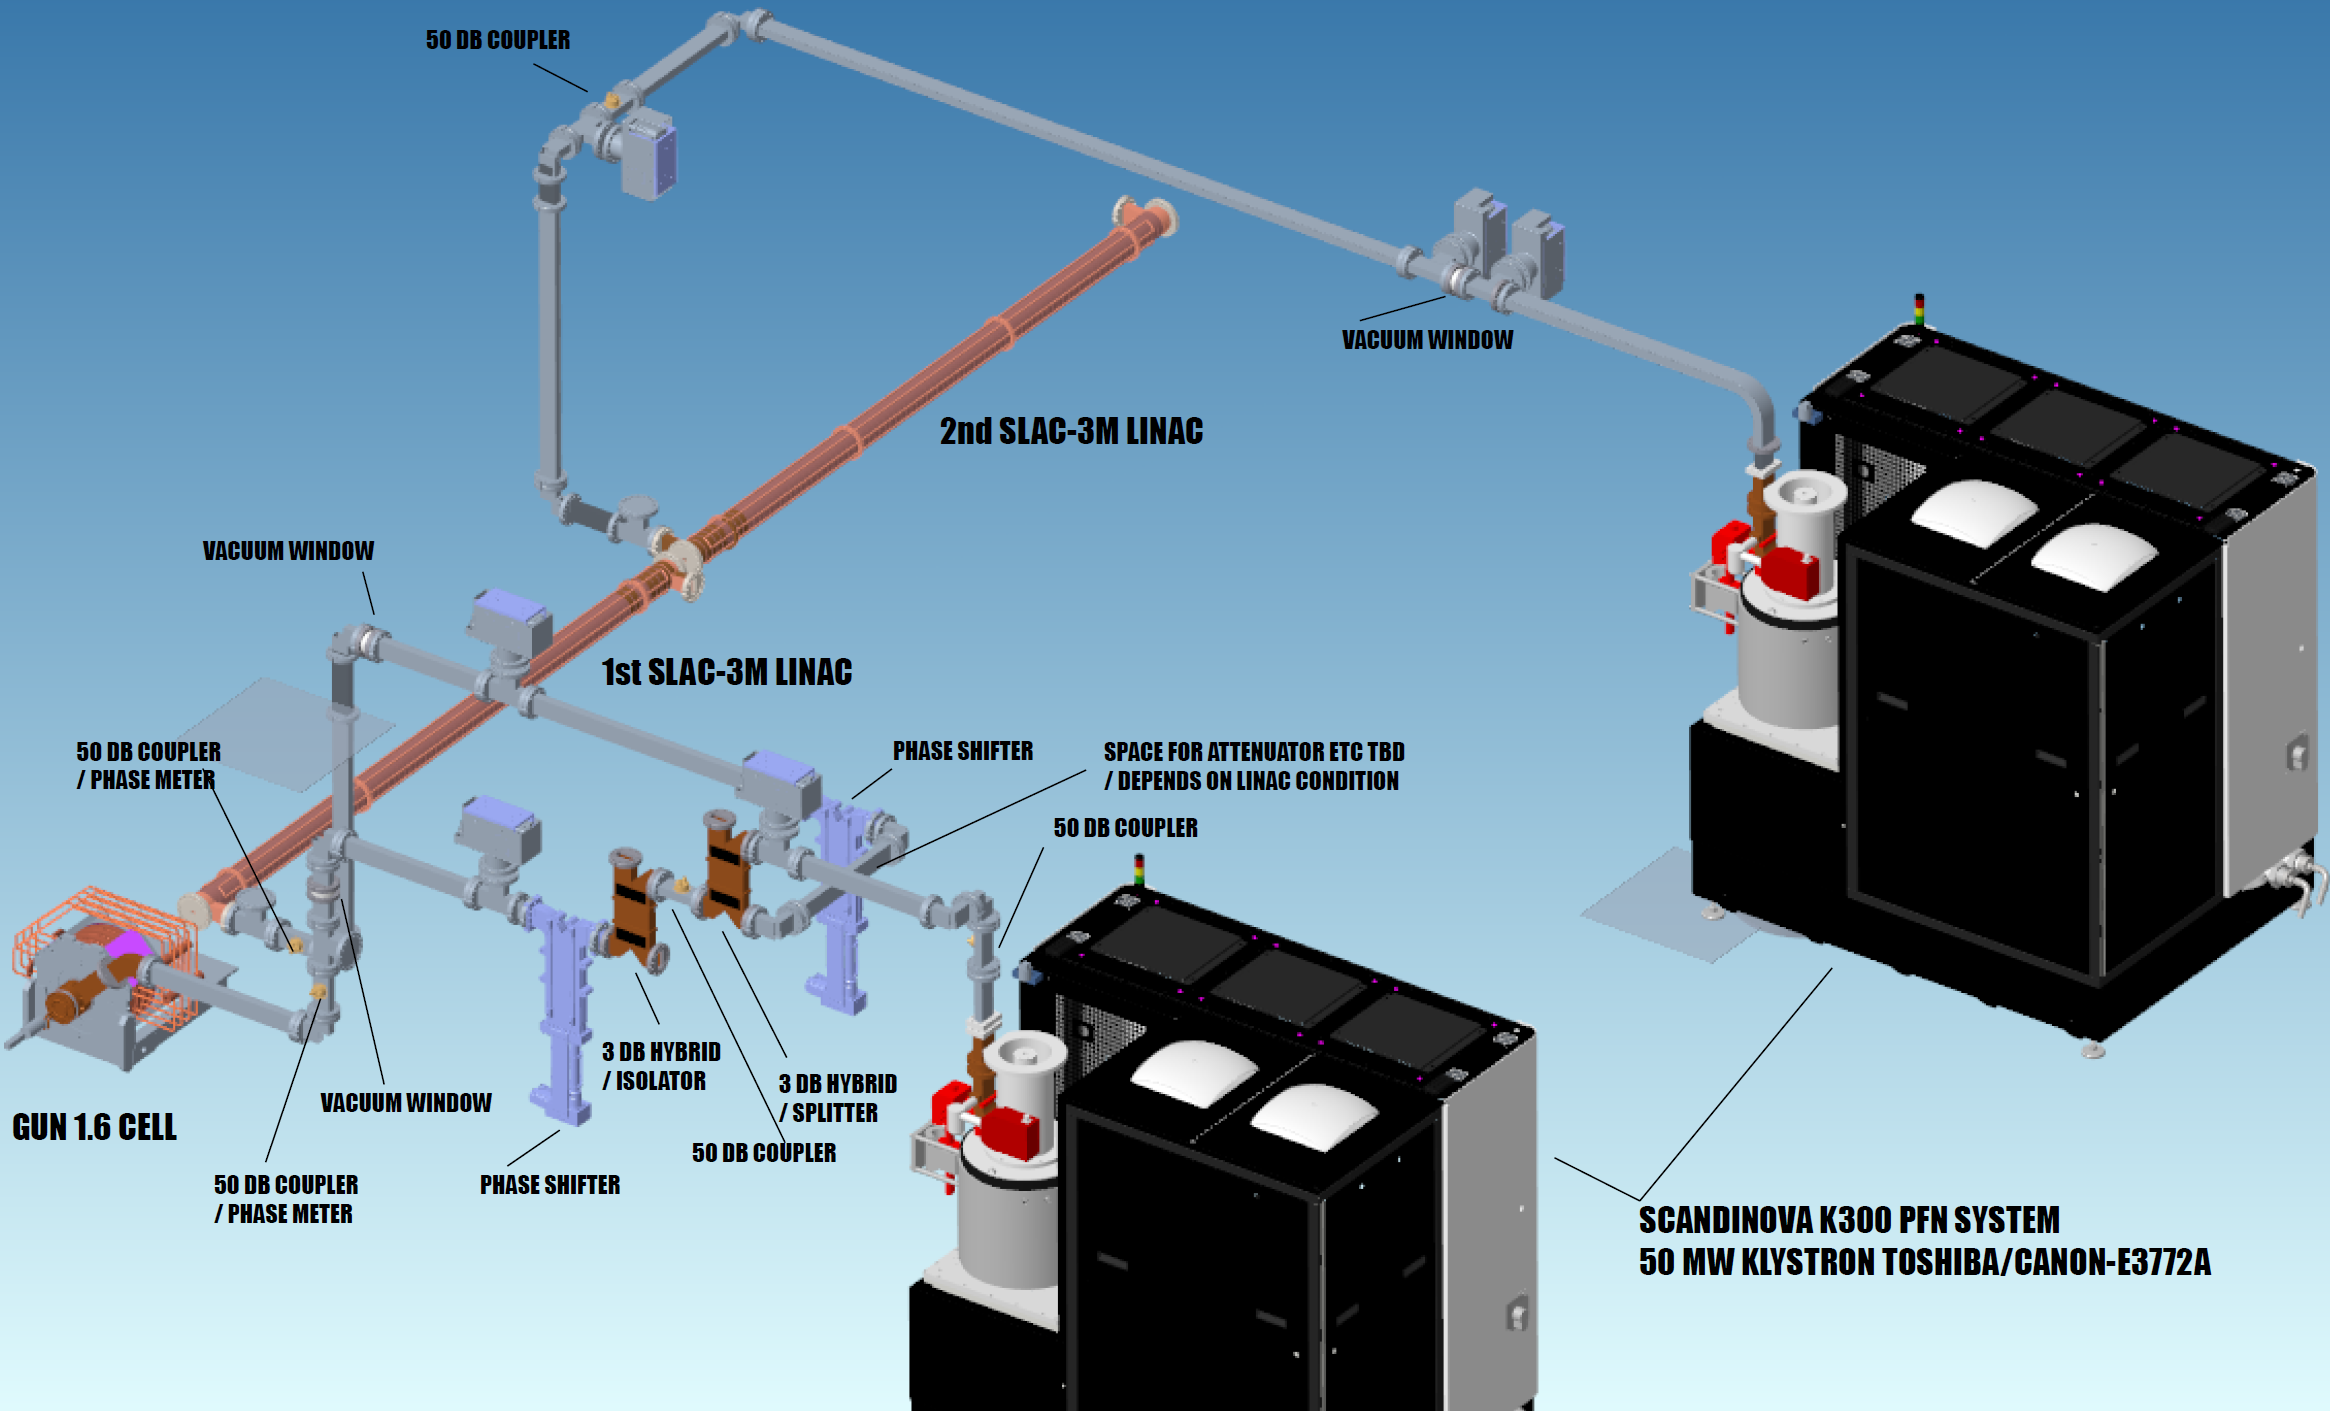 50 DB COUPLER
VACUUM WINDOW
2nd SLAC-3M LINAC
VACUUM WINDOW
1st SLAC-3M LINAC
50 DB COUPLER
/ PHASE METER
PHASE SHIFTER
SPACE FOR ATTENUATOR ETC TBD
/ DEPENDS ON LINAC CONDITION
50 DB COUPLER
3 DB HYBRID
/ ISOLATOR
3 DB HYBRID
/ SPLITTER
VACUUM WINDOW
GUN 1.6 CELL
50 DB COUPLER
50 DB COUPLER
/ PHASE METER
PHASE SHIFTER
SCANDINOVA K300 PFN SYSTEM
50 MW KLYSTRON TOSHIBA/CANON-E3772A